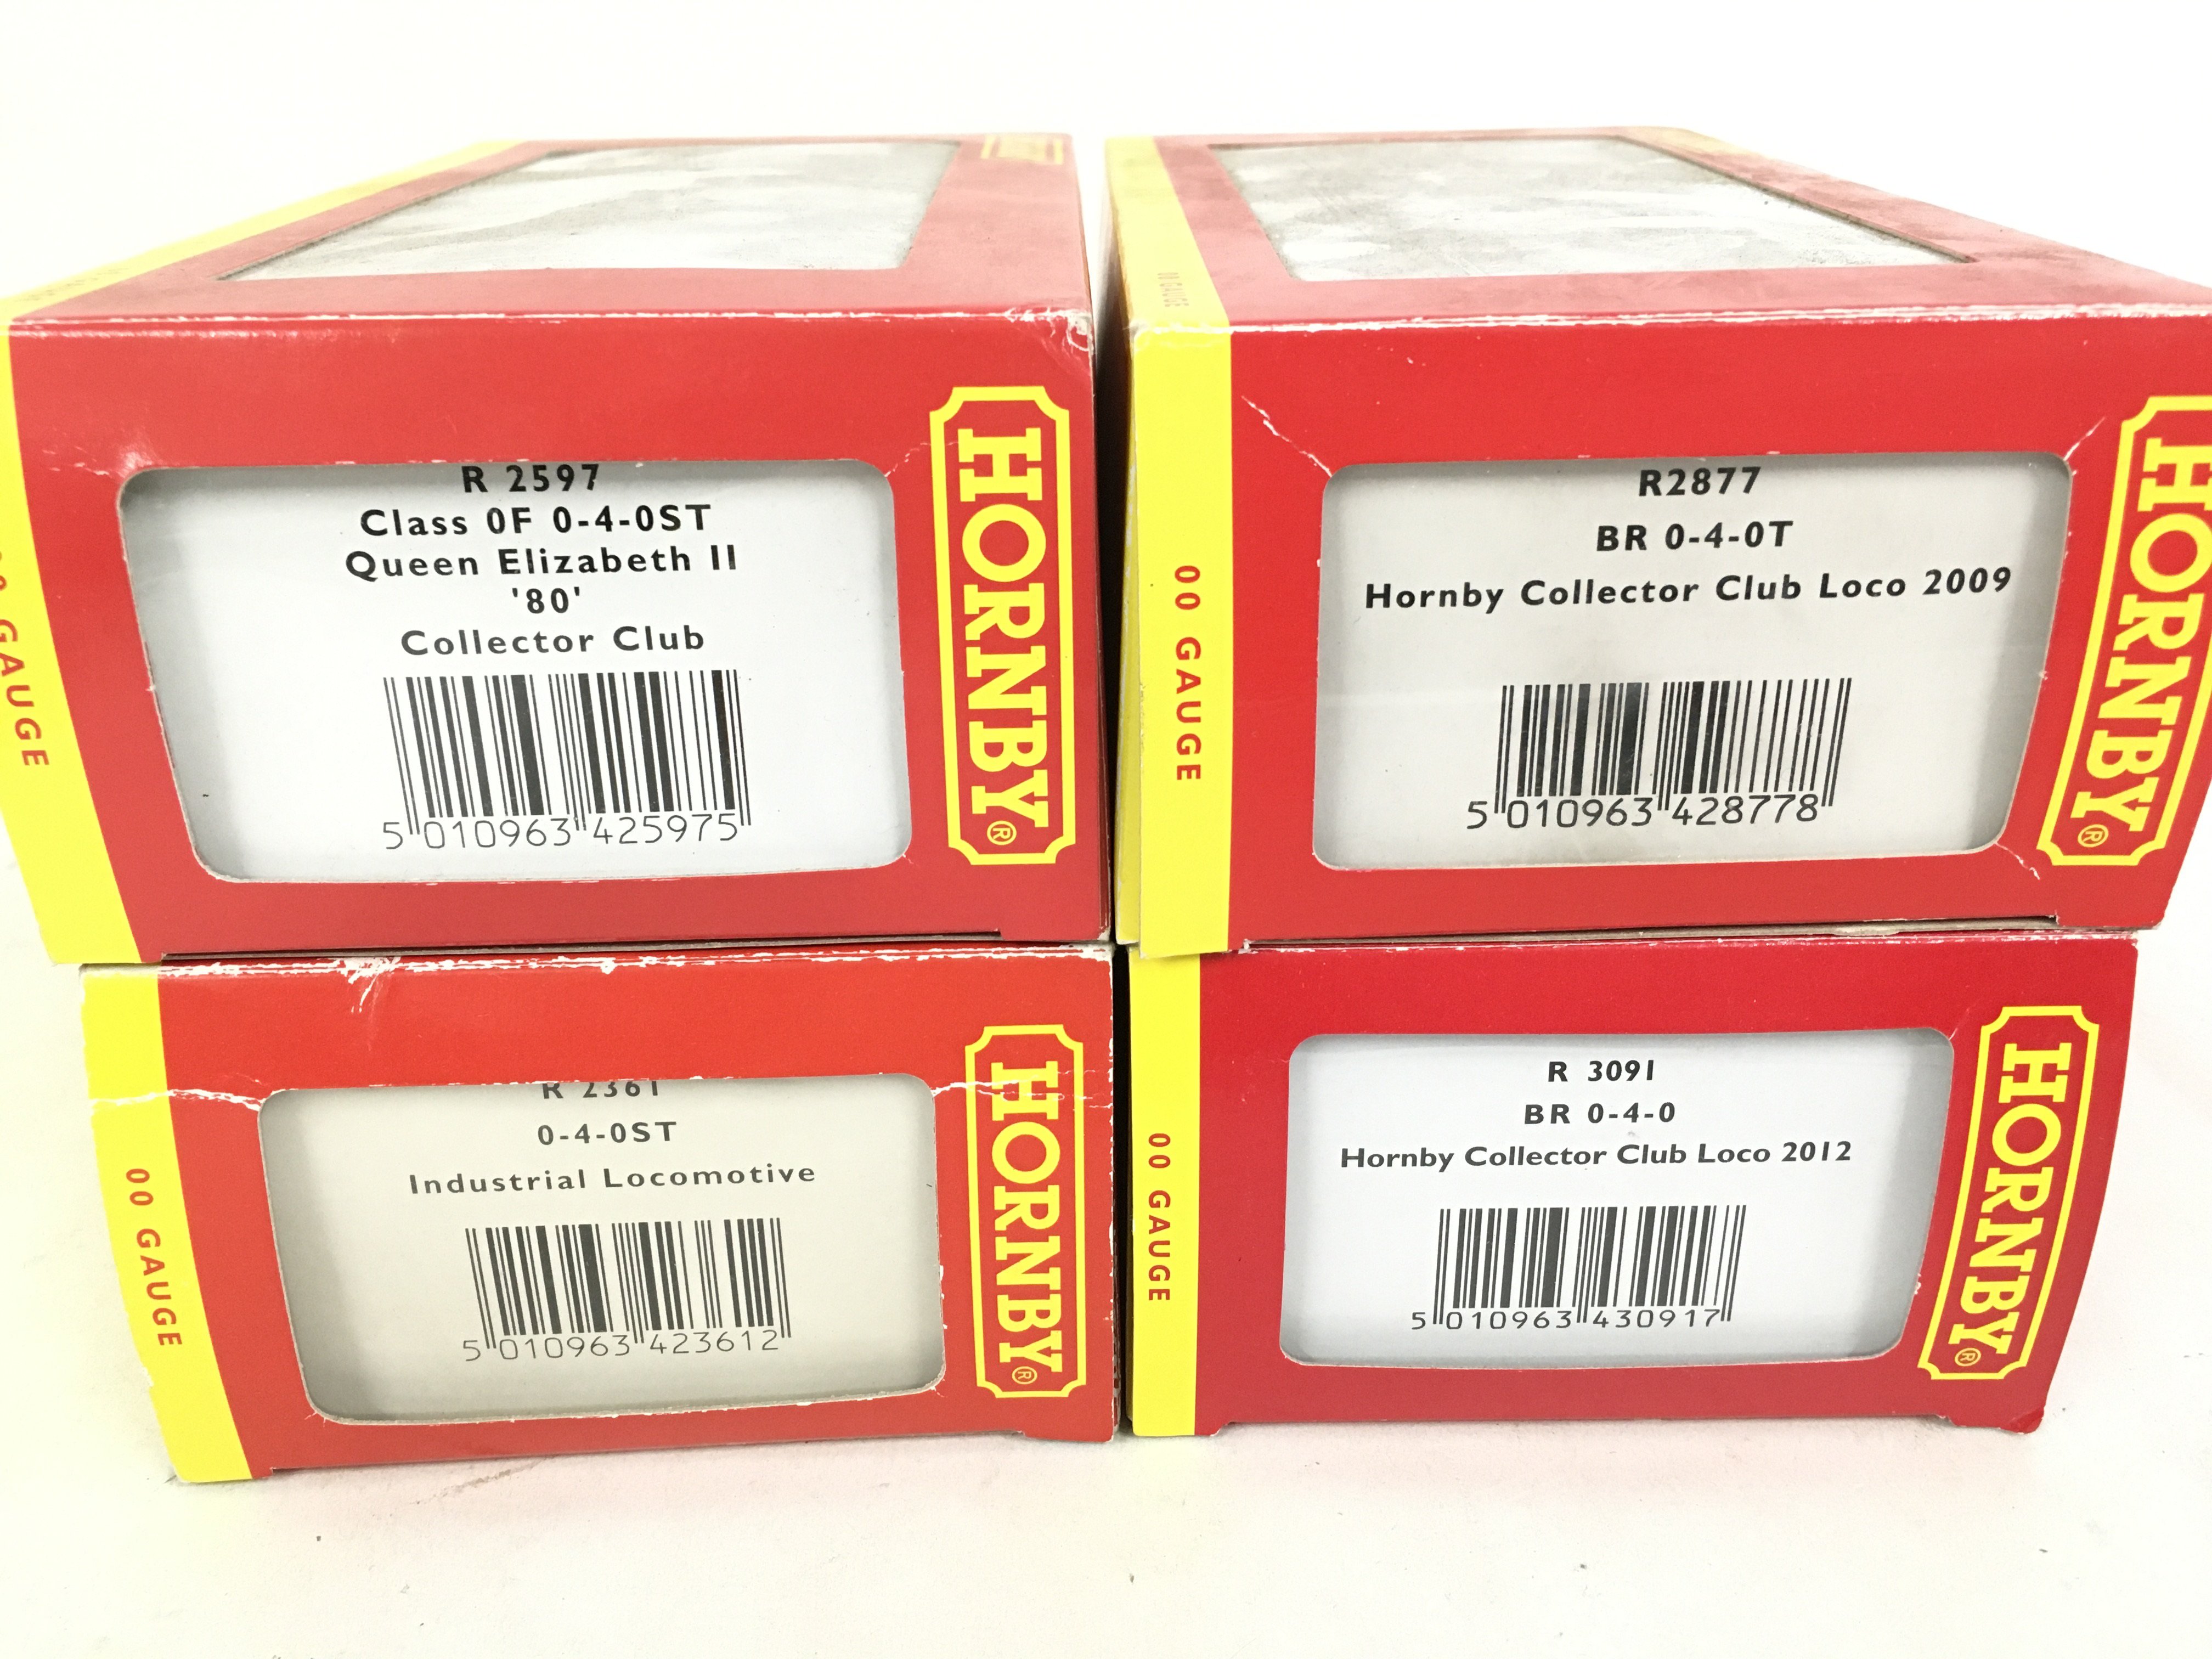 R 2597
Class 0F 0-4-0ST
Queen Elizabeth II
'80'
Collector Club
5 010963 425975
HORNBY®
00 GAUGE
R2877
BR 0-4-0T
Hornby Collector Club Loco 2009
5 010963 428778
HORNBY®
00 GAUGE
00 GAUGE
R 2361
0-4-0ST
Industrial Locomotive
5 010963 423612
HORNBY®
00 GAUGE
R 3091
BR 0-4-0
Hornby Collector Club Loco 2012
5 010963 430917
HORNBY®
00 GAUGE